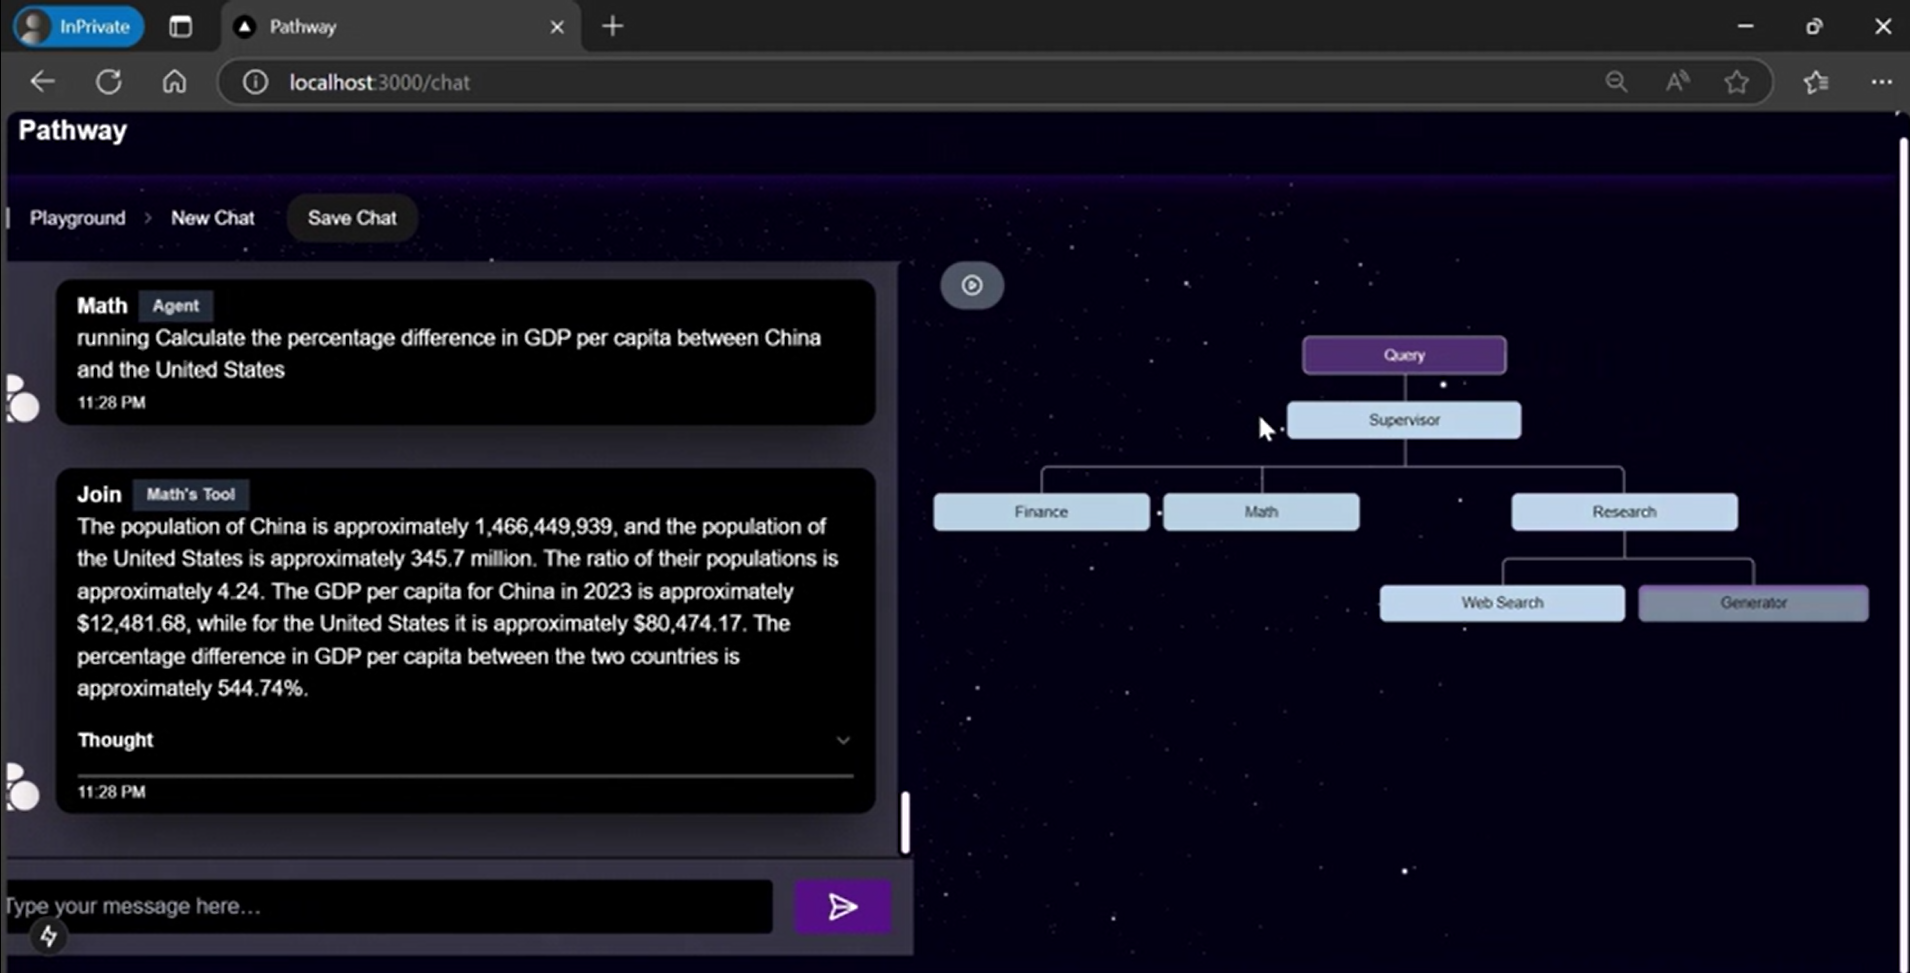 InPrivate
Pathway
localhost:3000/chat
Pathway
Playground > New Chat Save Chat
Math Agent
running Calculate the percentage difference in GDP per capita between China
and the United States
11:28 PM
Join Math's Tool
The population of China is approximately 1,466,449,939, and the population of
the United States is approximately 345.7 million. The ratio of their populations is
approximately 4.24. The GDP per capita for China in 2023 is approximately
$12,481.68, while for the United States it is approximately $80,474.17. The
percentage difference in GDP per capita between the two countries is
approximately 544.74%.
Thought
11:28 PM
Type your message here...
Query
Supervisor
Finance Math Research
Web Search Generator